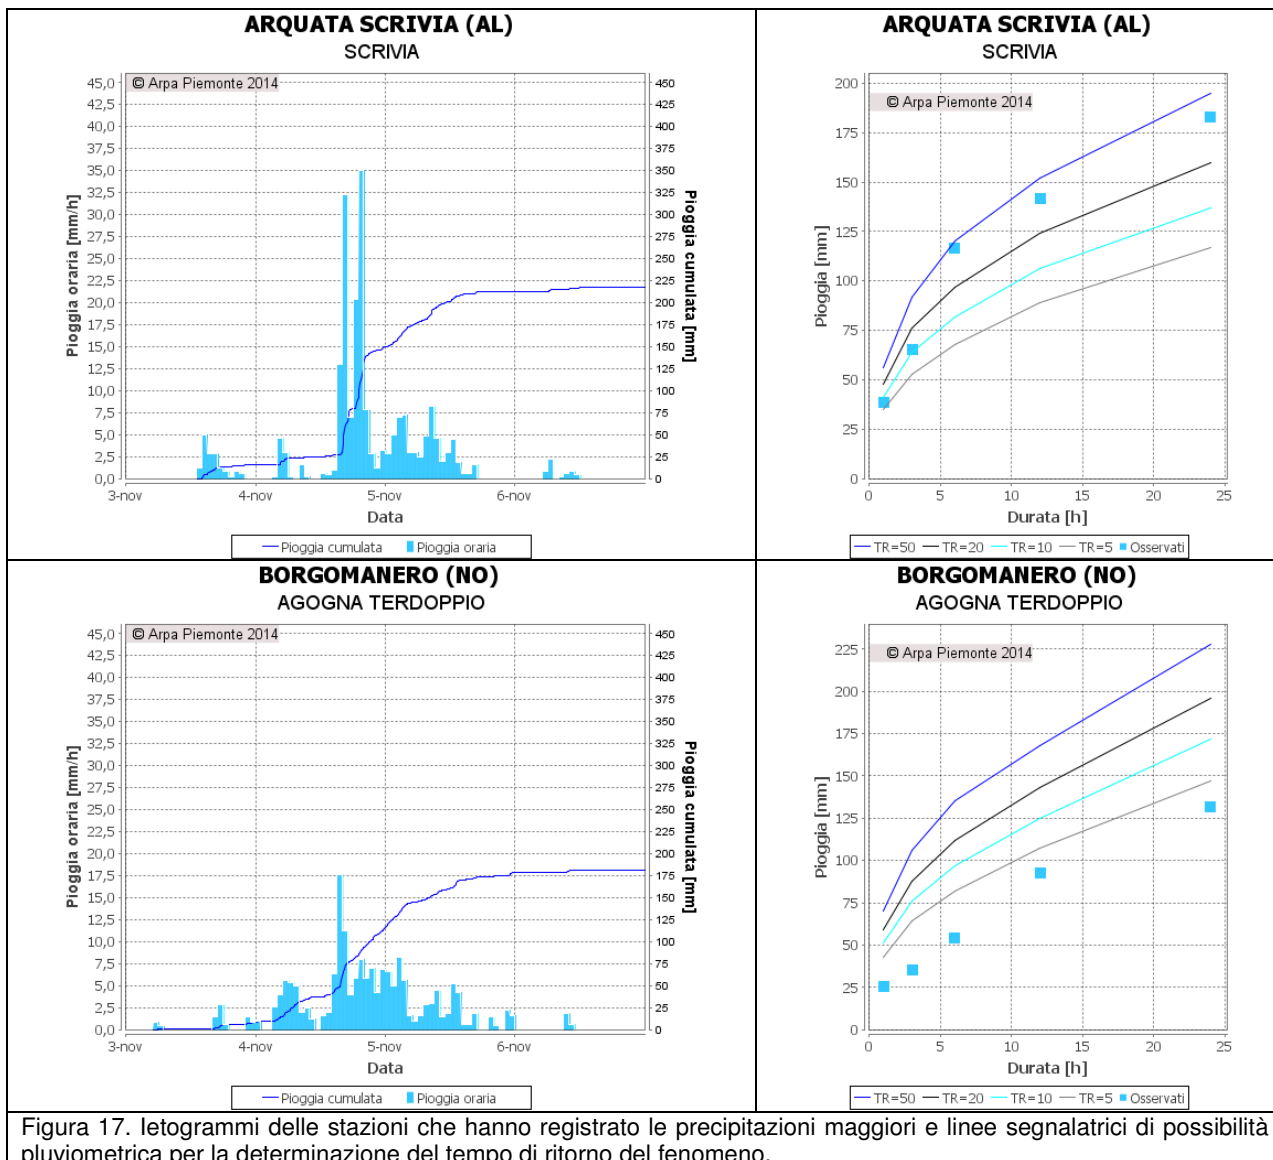 ARQUATA SCRIVIA (AL)
SCRIVIA
© Arpa Piemonte 2014
Pioggia oraria [mm/h]
45,0
42,5
40,0
37,5
35,0
32,5
30,0
27,5
25,0
22,5
20,0
17,5
15,0
12,5
10,0
7,5
5,0
2,5
0,0
450
425
400
375
350
325
300
275
250
225
200
175
150
125
100
75
50
25
0
Pioggia cumulata [mm]
3-nov 4-nov 5-nov 6-nov
Data
Pioggia cumulata Pioggia oraria
ARQUATA SCRIVIA (AL)
SCRIVIA
© Arpa Piemonte 2014
Pioggia [mm]
200
175
150
125
100
75
50
25
0
0 5 10 15 20 25
Durata [h]
TR=50 TR=20 TR=10 TR=5 Osservati
BORGOMANERO (NO)
AGOGNA TERDOPPIO
© Arpa Piemonte 2014
Pioggia oraria [mm/h]
45,0
42,5
40,0
37,5
35,0
32,5
30,0
27,5
25,0
22,5
20,0
17,5
15,0
12,5
10,0
7,5
5,0
2,5
0,0
450
425
400
375
350
325
300
275
250
225
200
175
150
125
100
75
50
25
0
Pioggia cumulata [mm]
3-nov 4-nov 5-nov 6-nov
Data
Pioggia cumulata Pioggia oraria
BORGOMANERO (NO)
AGOGNA TERDOPPIO
© Arpa Piemonte 2014
Pioggia [mm]
225
200
175
150
125
100
75
50
25
0
0 5 10 15 20 25
Durata [h]
TR=50 TR=20 TR=10 TR=5 Osservati
Figura 17. Ietogrammi delle stazioni che hanno registrato le precipitazioni maggiori e linee segnalatrici di possibilità
pluviometrica per la determinazione del tempo di ritorno del fenomeno.